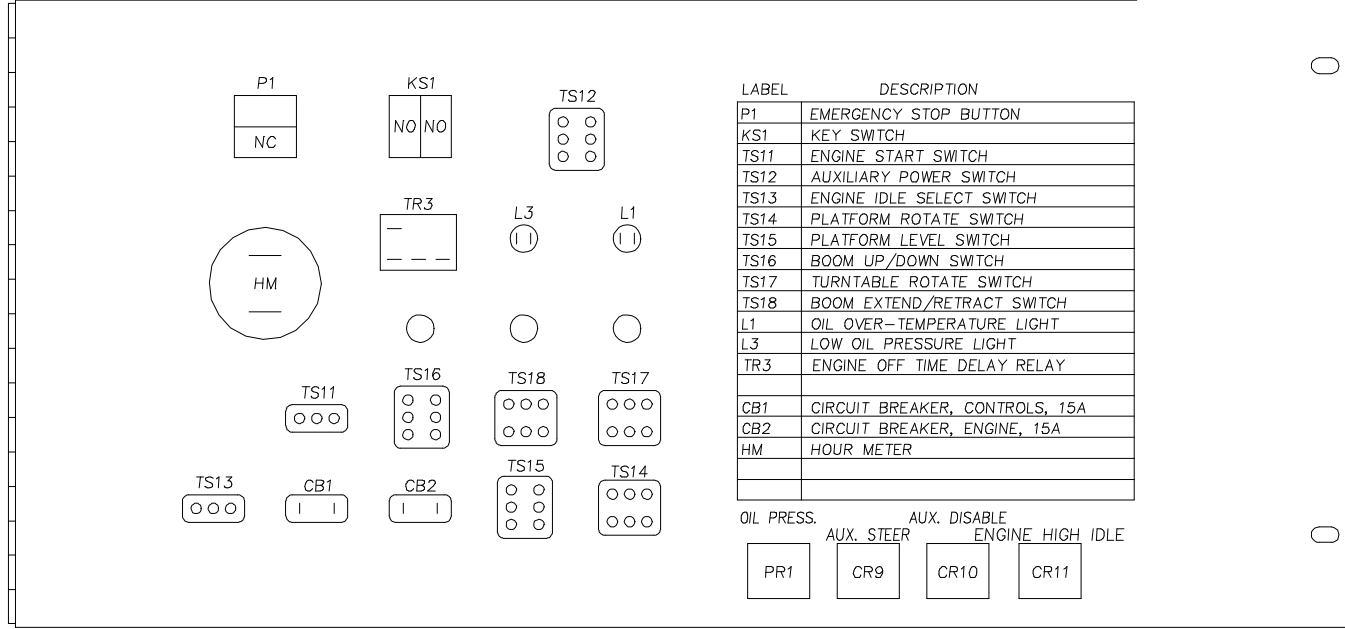 P1
KS1
TS12
NC
NO NO
TR3
L3
L1
HM
TS16
TS18
TS17
TS11
TS15
TS14
TS13
CB1
CB2
LABEL DESCRIPTION
P1 EMERGENCY STOP BUTTON
KS1 KEY SWITCH
TS11 ENGINE START SWITCH
TS12 AUXILIARY POWER SWITCH
TS13 ENGINE IDLE SELECT SWITCH
TS14 PLATFORM ROTATE SWITCH
TS15 PLATFORM LEVEL SWITCH
TS16 BOOM UP/DOWN SWITCH
TS17 TURNTABLE ROTATE SWITCH
TS18 BOOM EXTEND/RETRACT SWITCH
L1 OIL OVER-TEMPERATURE LIGHT
L3 LOW OIL PRESSURE LIGHT
TR3 ENGINE OFF TIME DELAY RELAY
CB1 CIRCUIT BREAKER, CONTROLS, 15A
CB2 CIRCUIT BREAKER, ENGINE, 15A
HM HOUR METER
OIL PRESS. AUX. DISABLE
AUX. STEER ENGINE HIGH IDLE
PR1 CR9 CR10 CR11